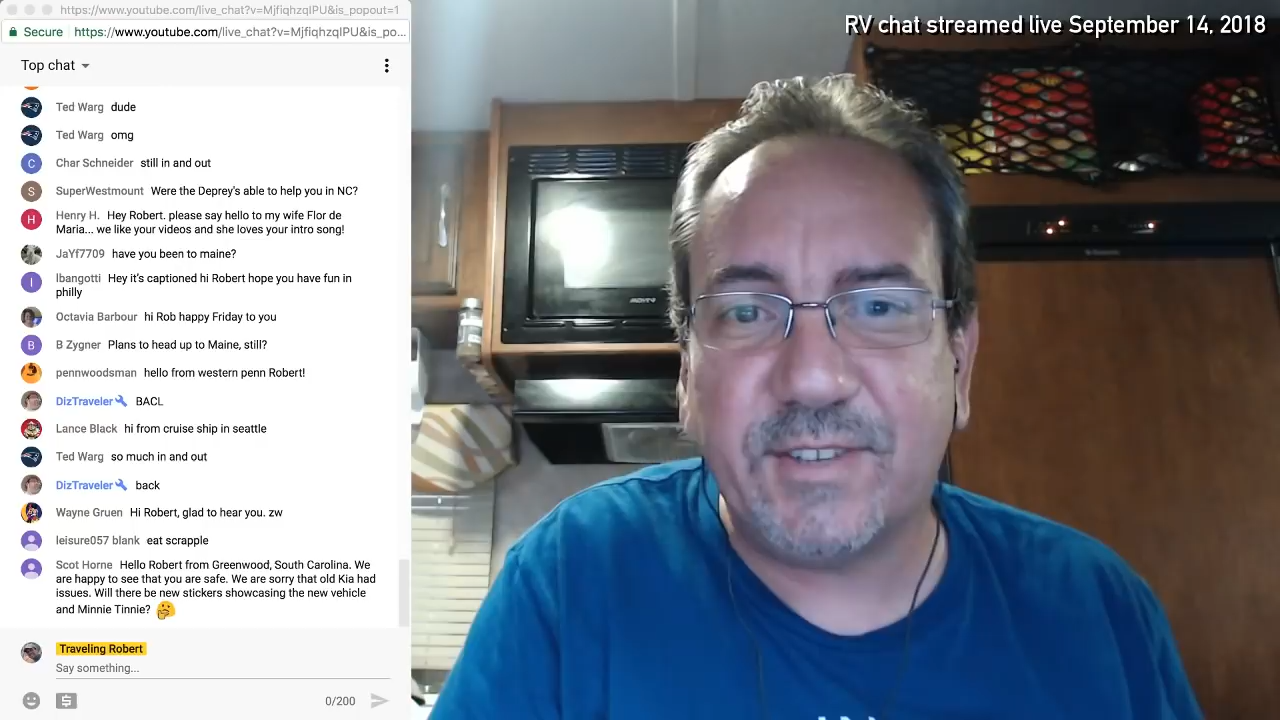 https://www.youtube.com/live_chat?v=MjfiqhzqIPU&is_popout=1
RV chat streamed live September 14, 2018
Secure https://www.youtube.com/live_chat?v=MjfiqhzqIPU&is_po...
Top chat
Ted Warg dude
Ted Warg omg
C Char Schneider still in and out
S SuperWestmount Were the Deprey's able to help you in NC?
H Henry H. Hey Robert. please say hello to my wife Flor de
Maria... we like your videos and she loves your intro song!
JaYf7709 have you been to maine?
I lbangotti Hey it's captioned hi Robert hope you have fun in
philly
Octavia Barbour hi Rob happy Friday to you
B B Zygner Plans to head up to Maine, still?
pennwoodsman hello from western penn Robert!
DizTraveler BACL
Lance Black hi from cruise ship in seattle
Ted Warg so much in and out
DizTraveler back
Wayne Gruen Hi Robert, glad to hear you. zw
leisure057 blank eat scrapple
Scot Horne Hello Robert from Greenwood, South Carolina. We
are happy to see that you are safe. We are sorry that old Kia had
issues. Will there be new stickers showcasing the new vehicle
and Minnie Tinnie? 🤔
Traveling Robert
Say something...
0/200